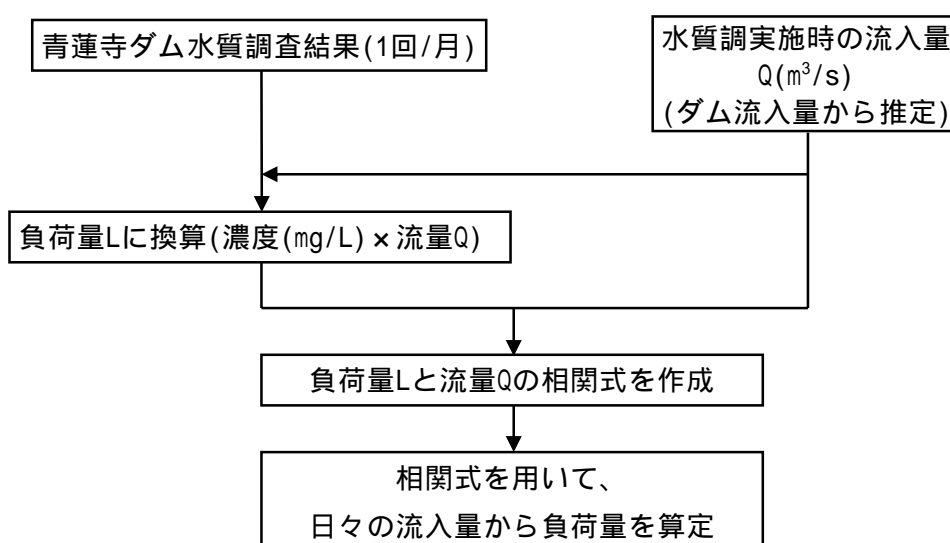 青蓮寺ダム水質調査結果(1回/月)
水質調実施時の流入量
Q(m³/s)
(ダム流入量から推定)
負荷量Lに換算(濃度(mg/L)×流量Q)
負荷量Lと流量Qの相関式を作成
相関式を用いて、
日々の流入量から負荷量を算定